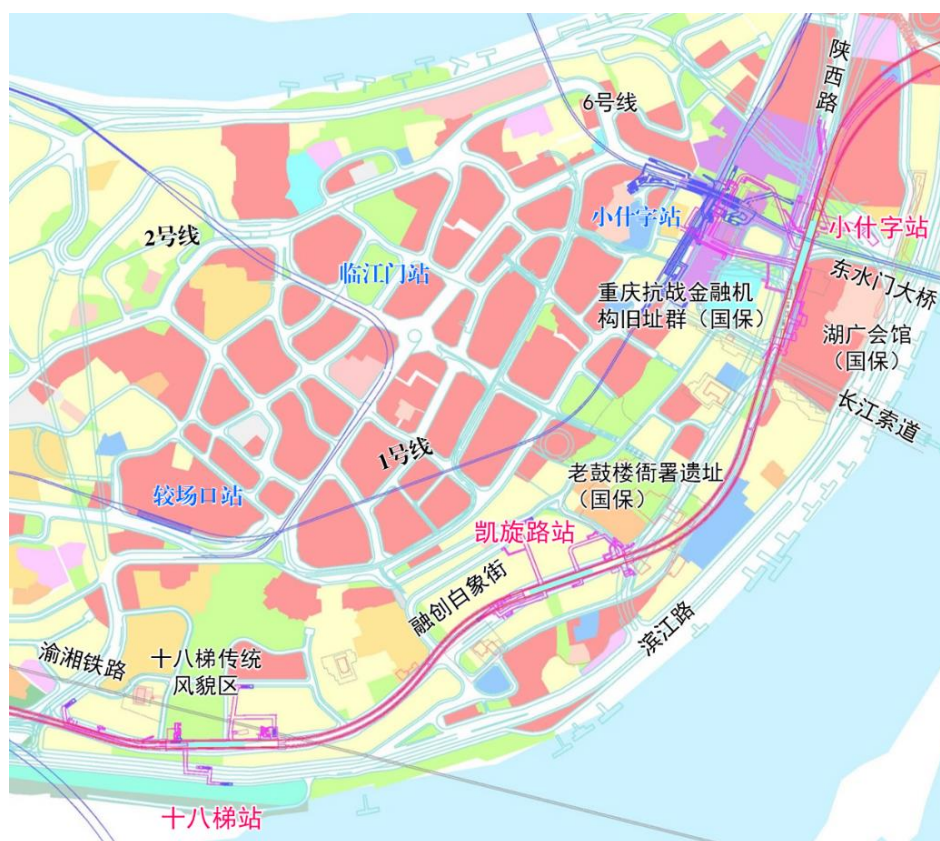 陕西路
6号线
小什字站
小什字站
2号线
临江门站
东水门大桥
重庆抗战金融机
构旧址群（国保）
湖广会馆
（国保）
长江索道
1号线
老鼓楼衙署遗址
（国保）
较场口站
凯旋路站
融创白象街
滨江路
渝湘铁路
十八梯传统
风貌区
十八梯站